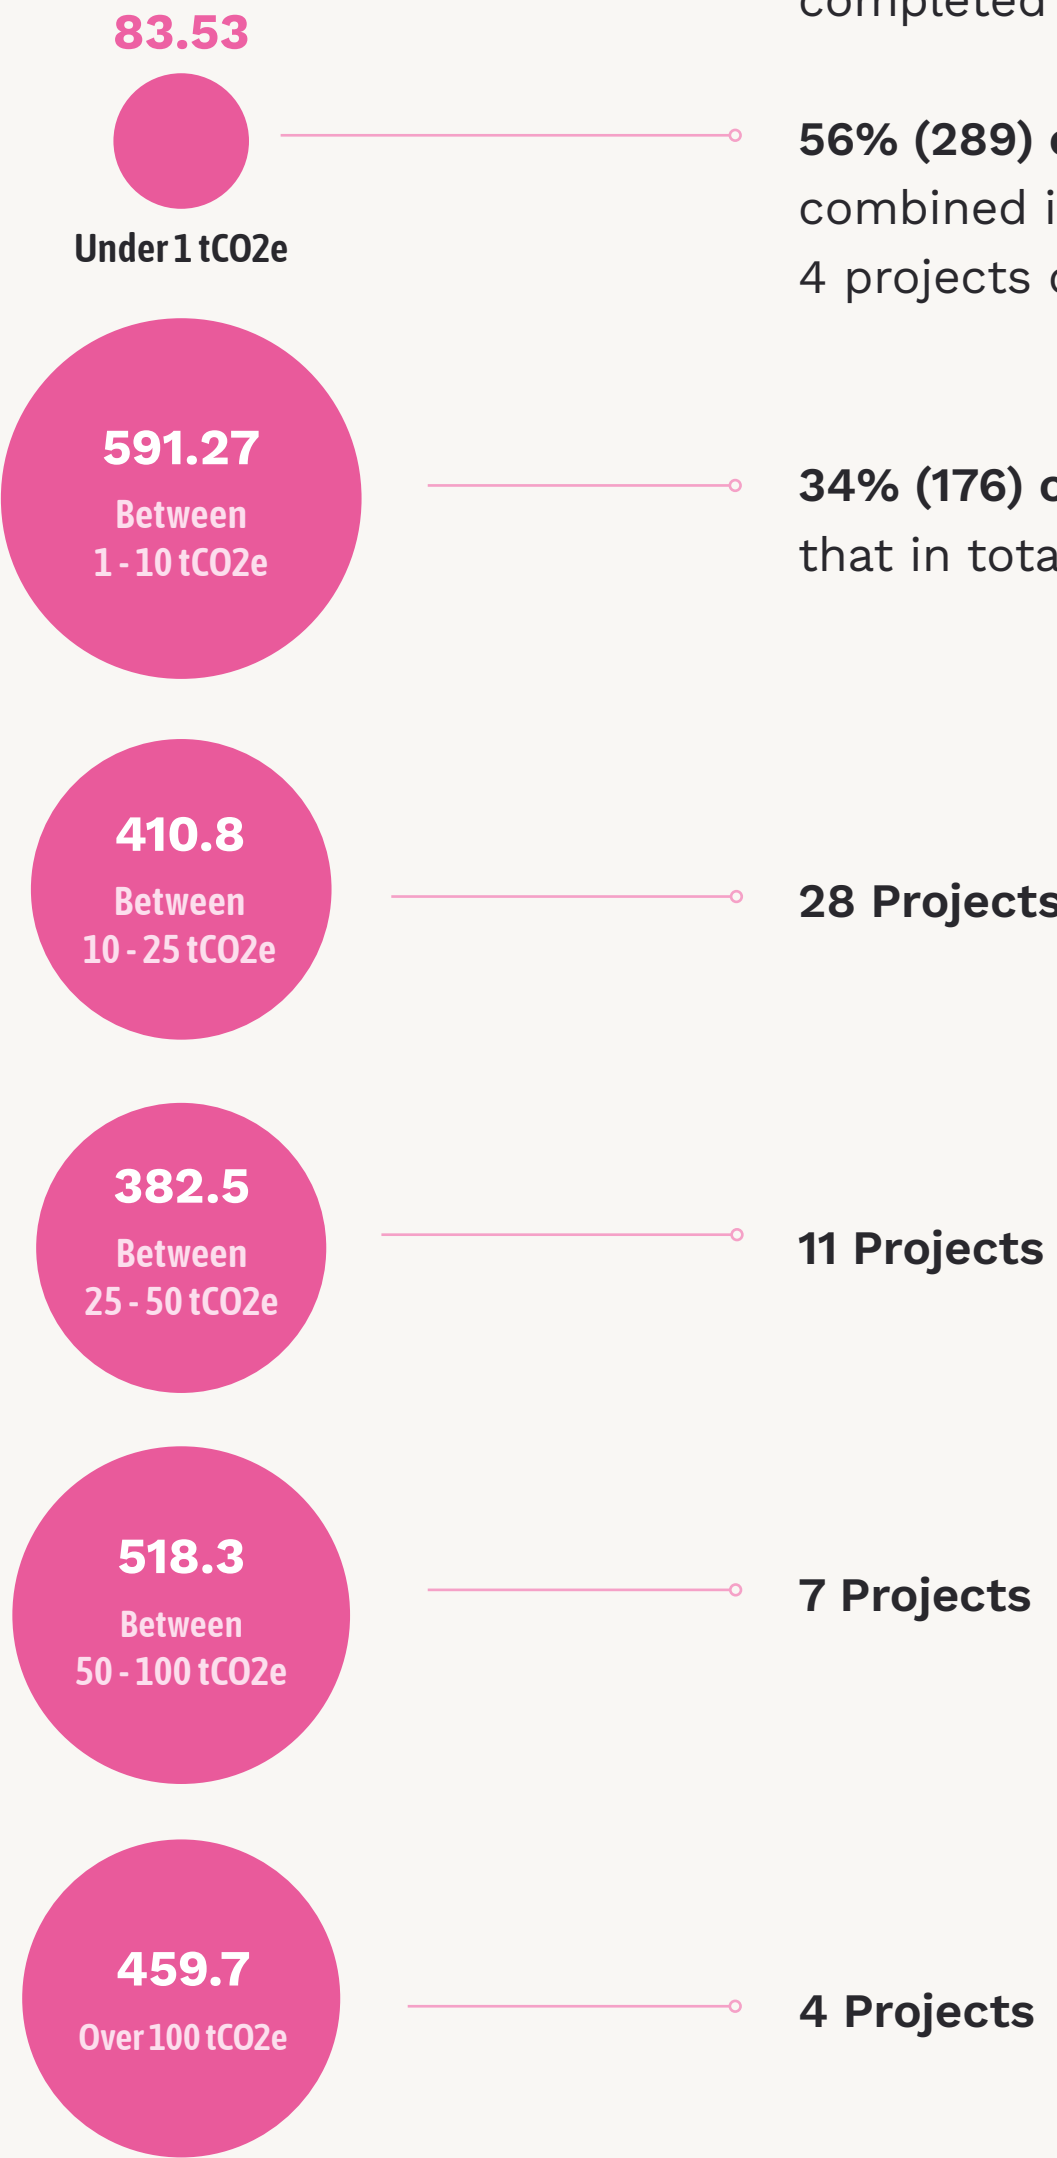 completed
83.53
56% (289)
Under 1 tCO2e
combined
4 projects
591.27
Between
1 - 10 tCO2e
34% (176)
that in
410.8
Between
10 - 25 tCO2e
28 Projects
382.5
Between
25 - 50 tCO2e
11 Projects
518.3
Between
50 - 100 tCO2e
7 Projects
459.7
Over 100 tCO2e
4 Projects